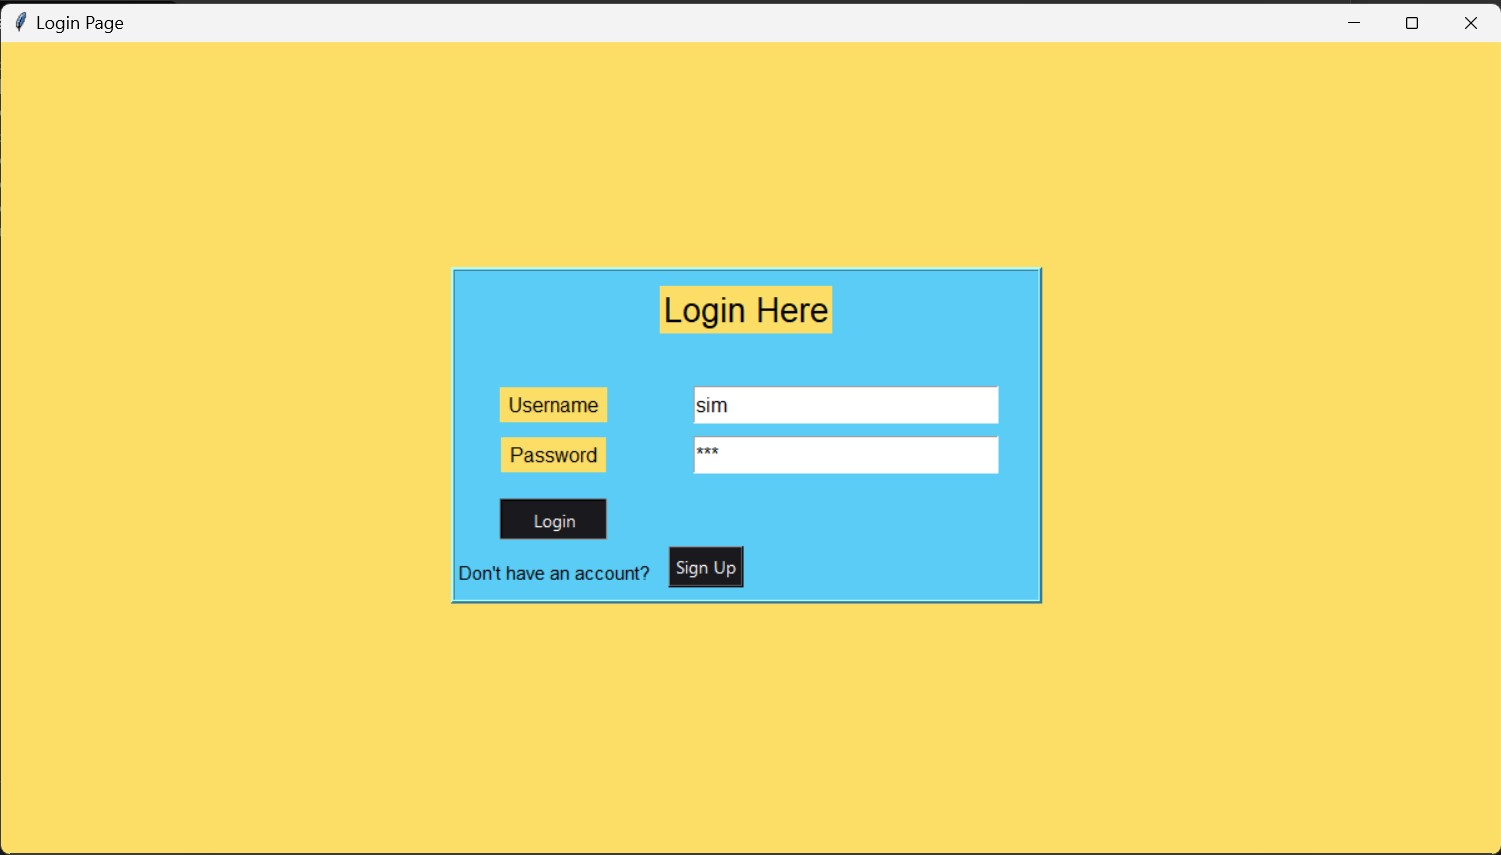 Login Page
Login Here
Username
sim
Password
***
Login
Don't have an account?
Sign Up